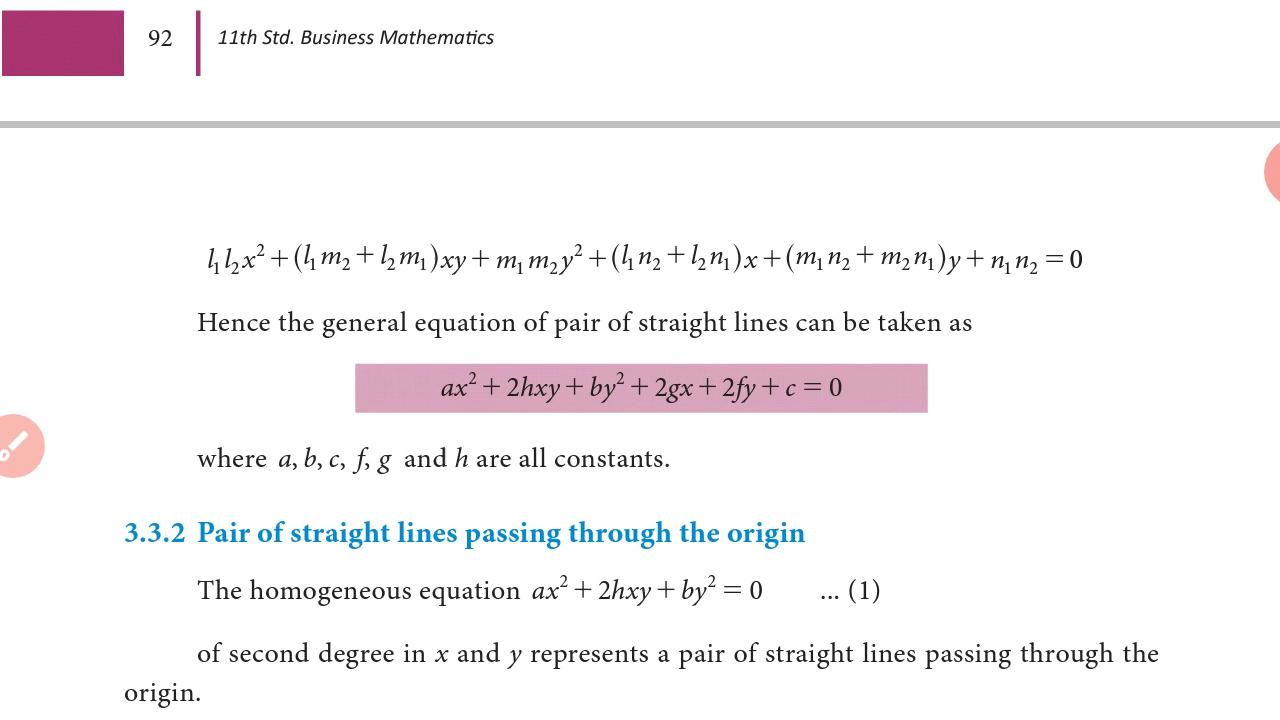 92 11th Std. Business Mathematics
l₁l₂x² + (l₁m₂ + l₂m₁)xy + m₁m₂y² + (l₁n₂ + l₂n₁)x + (m₁n₂ + m₂n₁)y + n₁n₂ = 0
Hence the general equation of pair of straight lines can be taken as
ax² + 2hxy + by² + 2gx + 2fy + c = 0
where a, b, c, f, g and h are all constants.
3.3.2 Pair of straight lines passing through the origin
The homogeneous equation ax² + 2hxy + by² = 0 ... (1)
of second degree in x and y represents a pair of straight lines passing through the
origin.